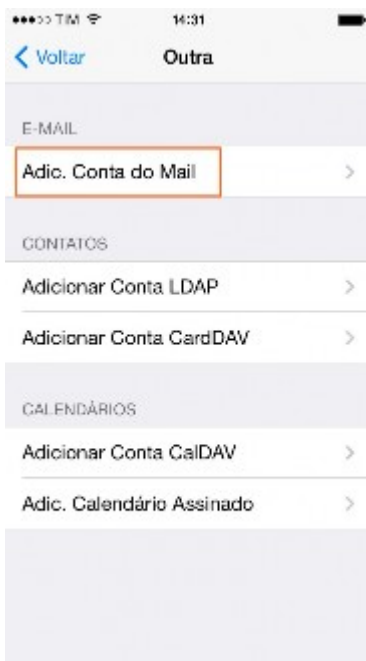 TIM 14:31
Voltar Outra
E-MAIL
Adic. Conta do Mail
CONTATOS
Adicionar Conta LDAP
Adicionar Conta CardDAV
CALENDÁRIOS
Adicionar Conta CalDAV
Adic. Calendário Assinado